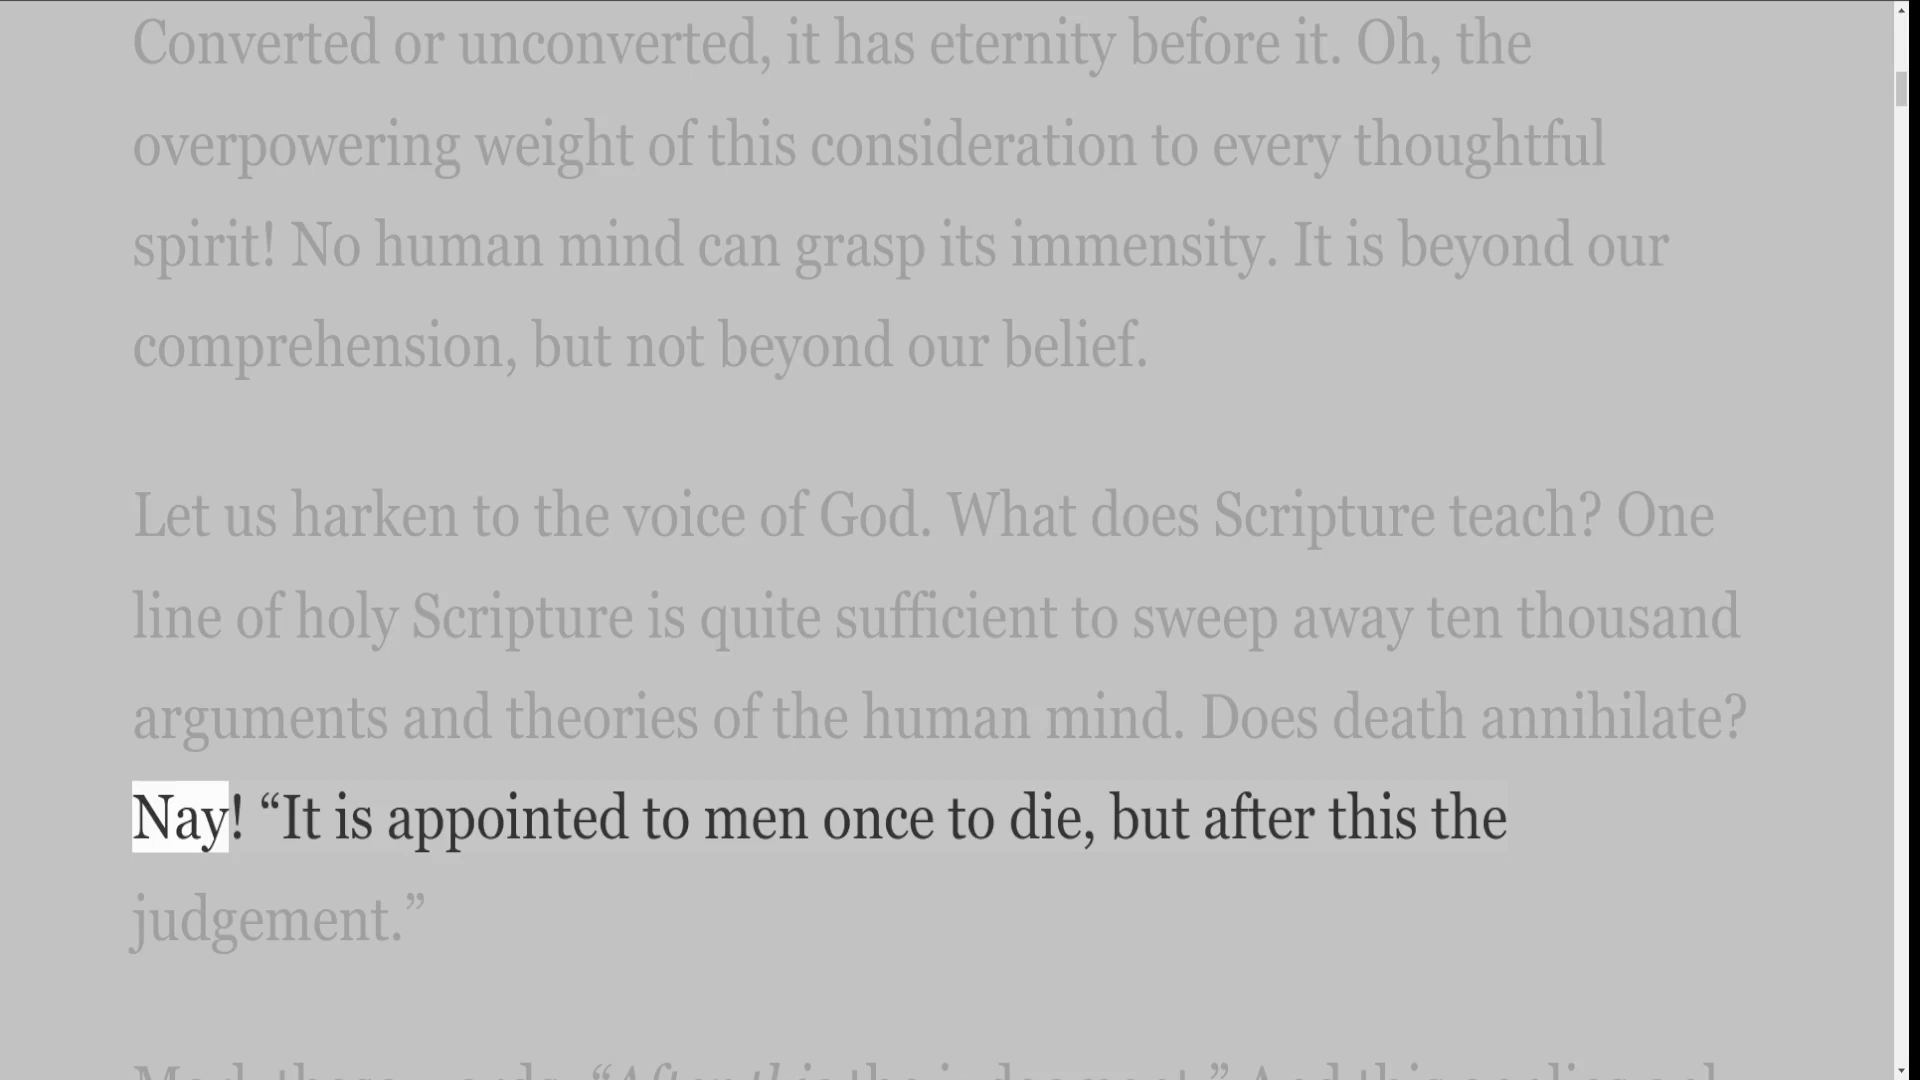 Converted or unconverted, it has eternity before it. Oh, the
overpowering weight of this consideration to every thoughtful
spirit! No human mind can grasp its immensity. It is beyond our
comprehension, but not beyond our belief.
Let us harken to the voice of God. What does Scripture teach? One
line of holy Scripture is quite sufficient to sweep away ten thousand
arguments and theories of the human mind. Does death annihilate?
Nay! “It is appointed to men once to die, but after this the
judgement.”